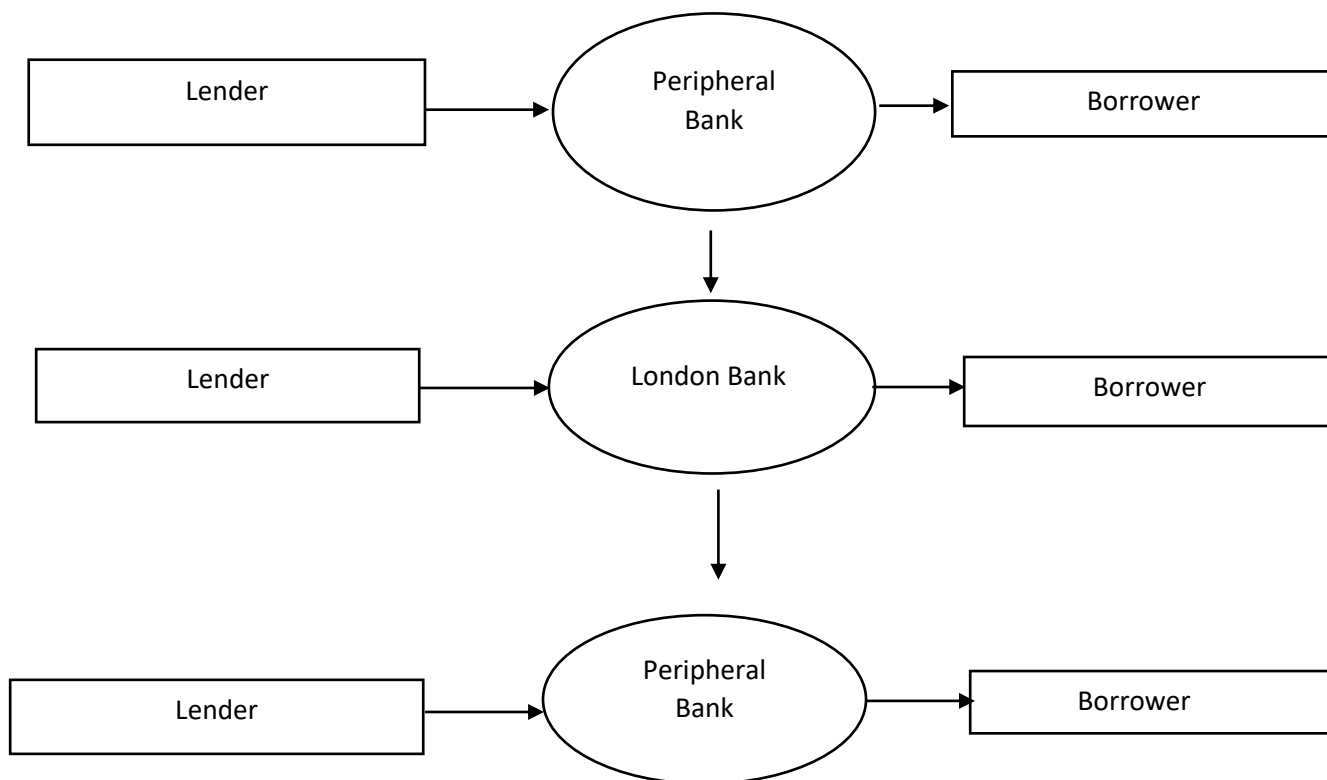 Lender
Peripheral
Bank
Borrower
Lender
London Bank
Borrower
Lender
Peripheral
Bank
Borrower